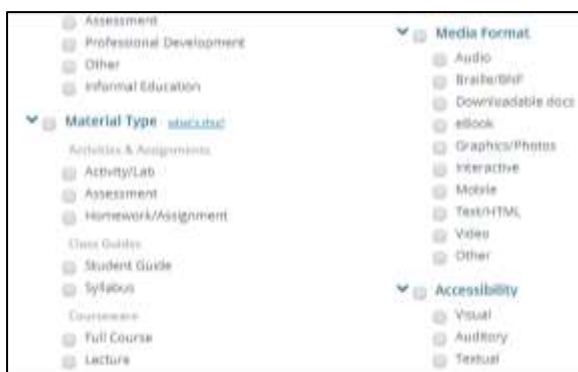 Assessment
Professional Development
Other
Informal Education
Material Type what's this?
Activities & Assignments
Activity/Lab
Assessment
Homework/Assignment
Class Guides
Student Guide
Syllabus
Courseware
Full Course
Lecture
Media Format
Audio
Braille/BNF
Downloadable docs
eBook
Graphics/Photos
Interactive
Mobile
Text/HTML
Video
Other
Accessibility
Visual
Auditory
Textual